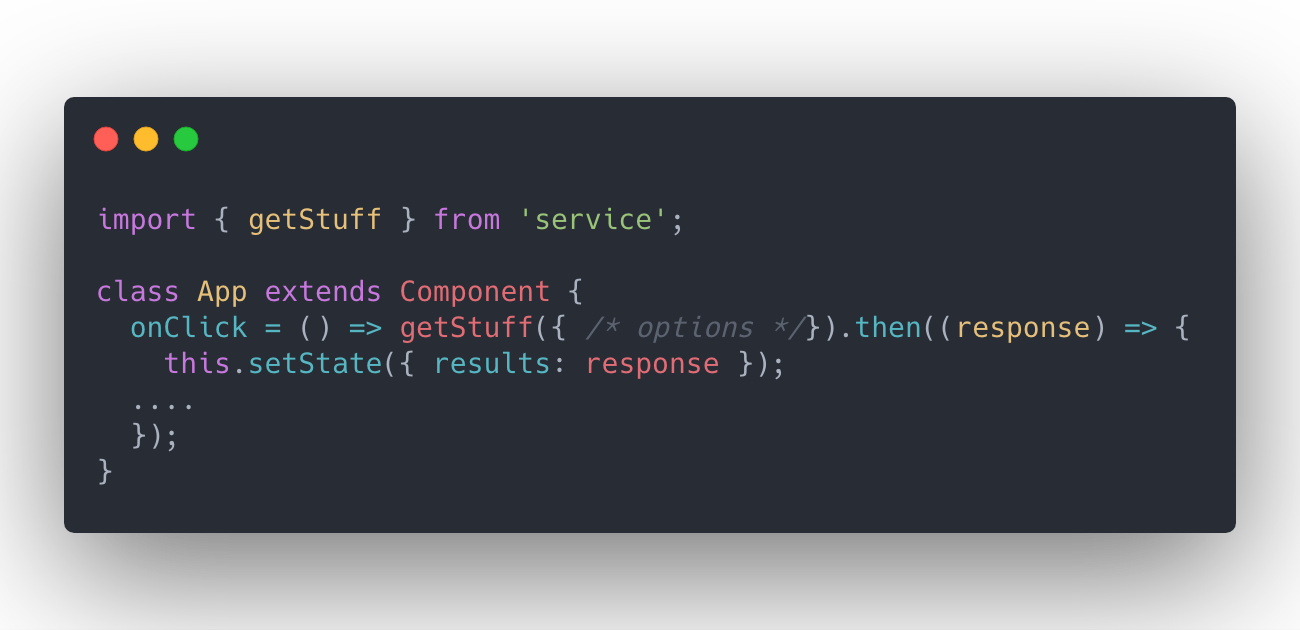 import { getStuff } from 'service';

class App extends Component {
  onClick = () => getStuff({ /* options */}).then((response) => {
    this.setState({ results: response });
  ....
  });
}